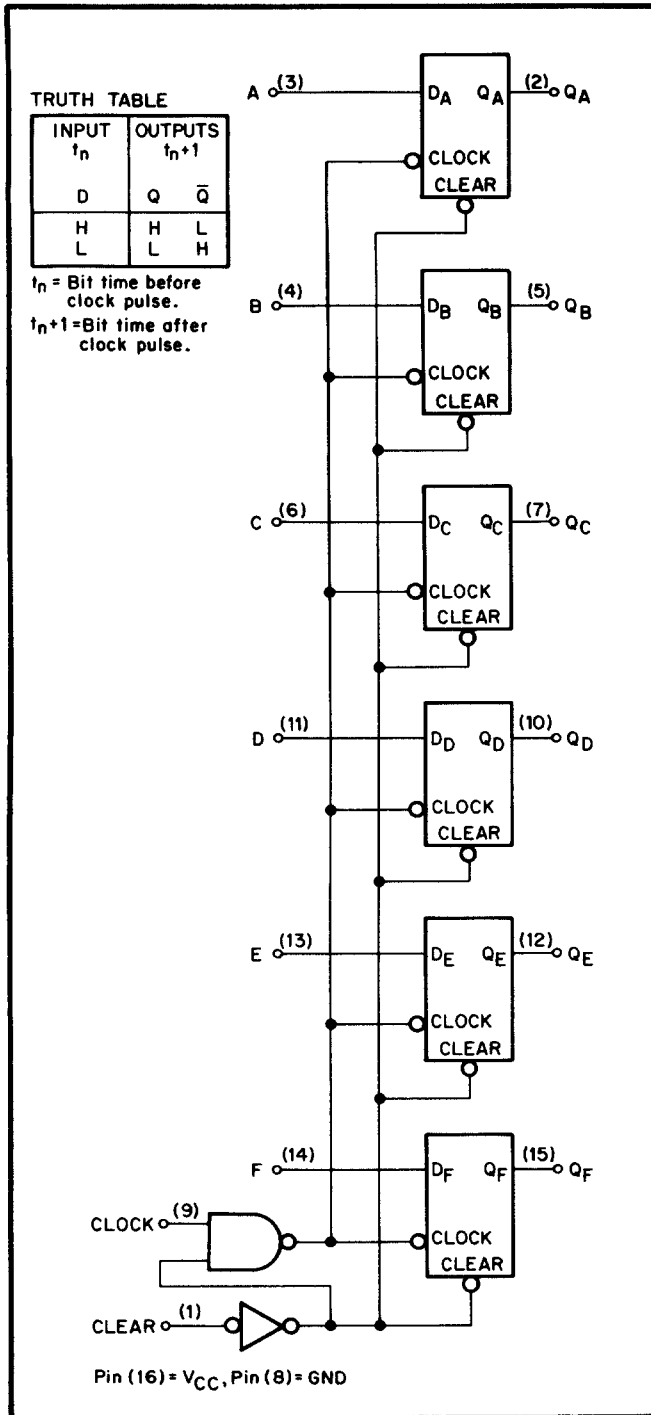 TRUTH TABLE
INPUT OUTPUTS
tn tn+1
D Q Q̅
H H L
L L H
tn = Bit time before
clock pulse.
tn+1 = Bit time after
clock pulse.
A (3) DA QA (2) QA
CLOCK
CLEAR
B (4) DB QB (5) QB
CLOCK
CLEAR
C (6) DC QC (7) QC
CLOCK
CLEAR
D (11) DD QD (10) QD
CLOCK
CLEAR
E (13) DE QE (12) QE
CLOCK
CLEAR
F (14) DF QF (15) QF
CLOCK (9) CLOCK
CLEAR
CLEAR (1)
Pin (16) = VCC, Pin (8) = GND